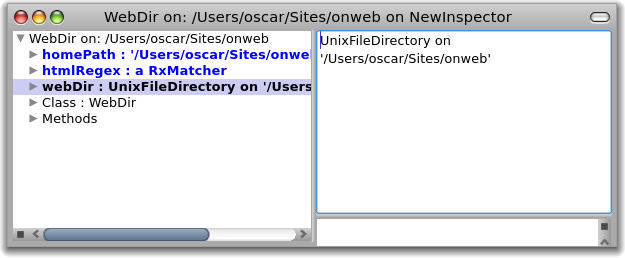 WebDir on: /Users/oscar/Sites/onweb on NewInspector
WebDir on: /Users/oscar/Sites/onweb
homePath : '/Users/oscar/Sites/onwe
htmlRegex : a RxMatcher
webDir : UnixFileDirectory on '/Users
Class : WebDir
Methods
UnixFileDirectory on
'/Users/oscar/Sites/onweb'